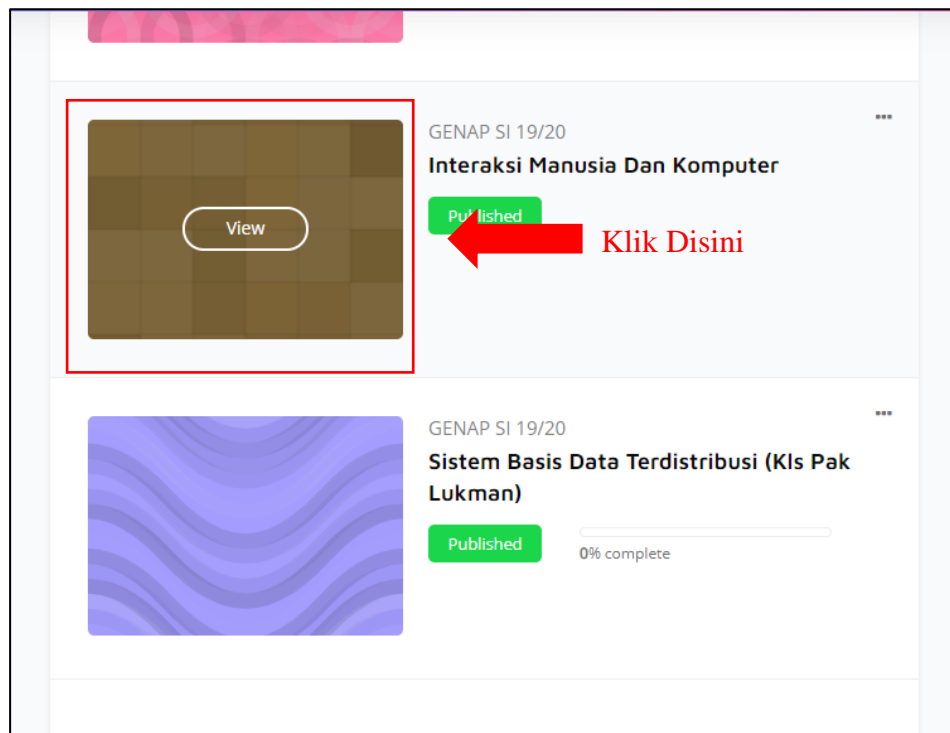 GENAP SI 19/20
Interaksi Manusia Dan Komputer
Published
View
Klik Disini
GENAP SI 19/20
Sistem Basis Data Terdistribusi (Kls Pak
Lukman)
Published
0% complete